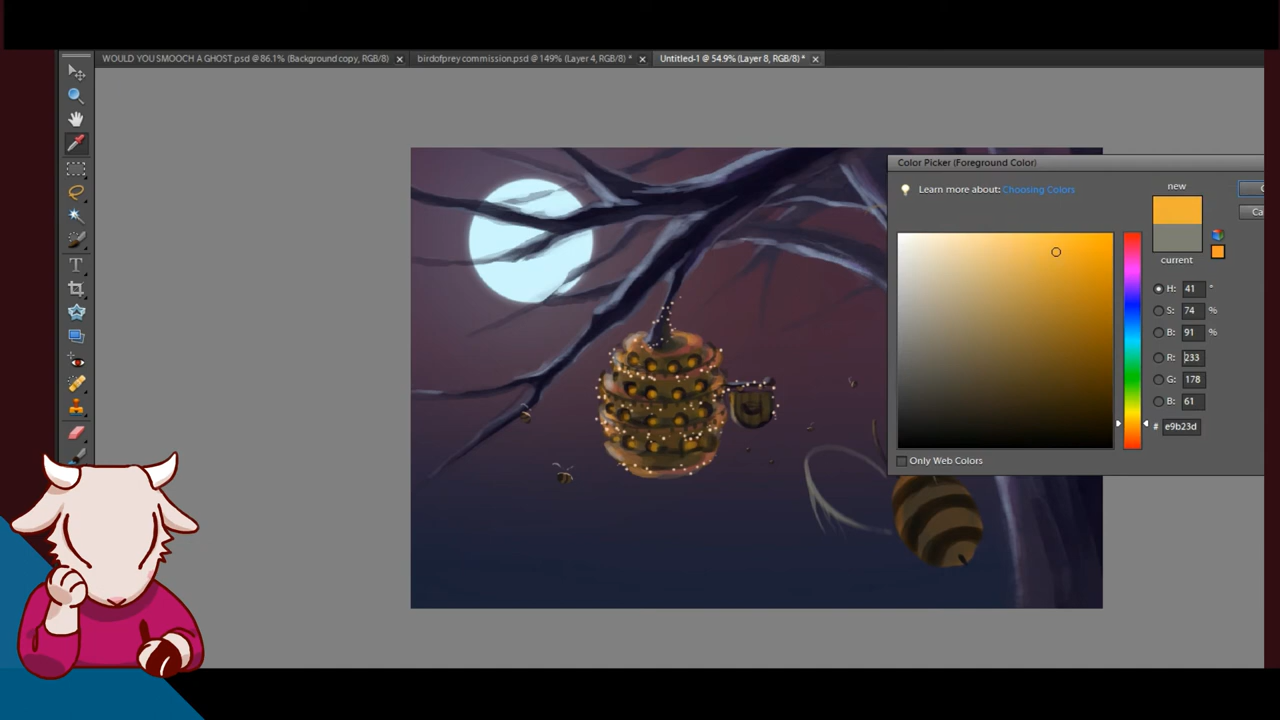 WOULD YOU SMOOCH A GHOST.psd @ 86.1% (Background copy, RGB/8)
birdofprey commission.psd @ 149% (Layer 4, RGB/8) *
Untitled-1 @ 54.9% (Layer 8, RGB/8) *
Color Picker (Foreground Color)
Learn more about: Choosing Colors
new
current
H: 41 °
S: 74 %
B: 91 %
R: 233
G: 178
B: 61
# e9b23d
Only Web Colors